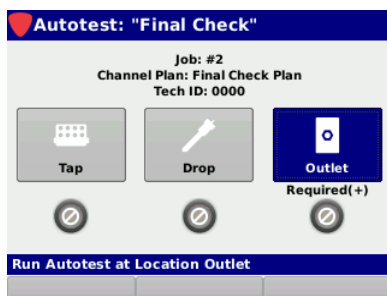 Autotest: "Final Check"
Job: #2
Channel Plan: Final Check Plan
Tech ID: 0000
Tap
Drop
Outlet
Required(+)
Run Autotest at Location Outlet